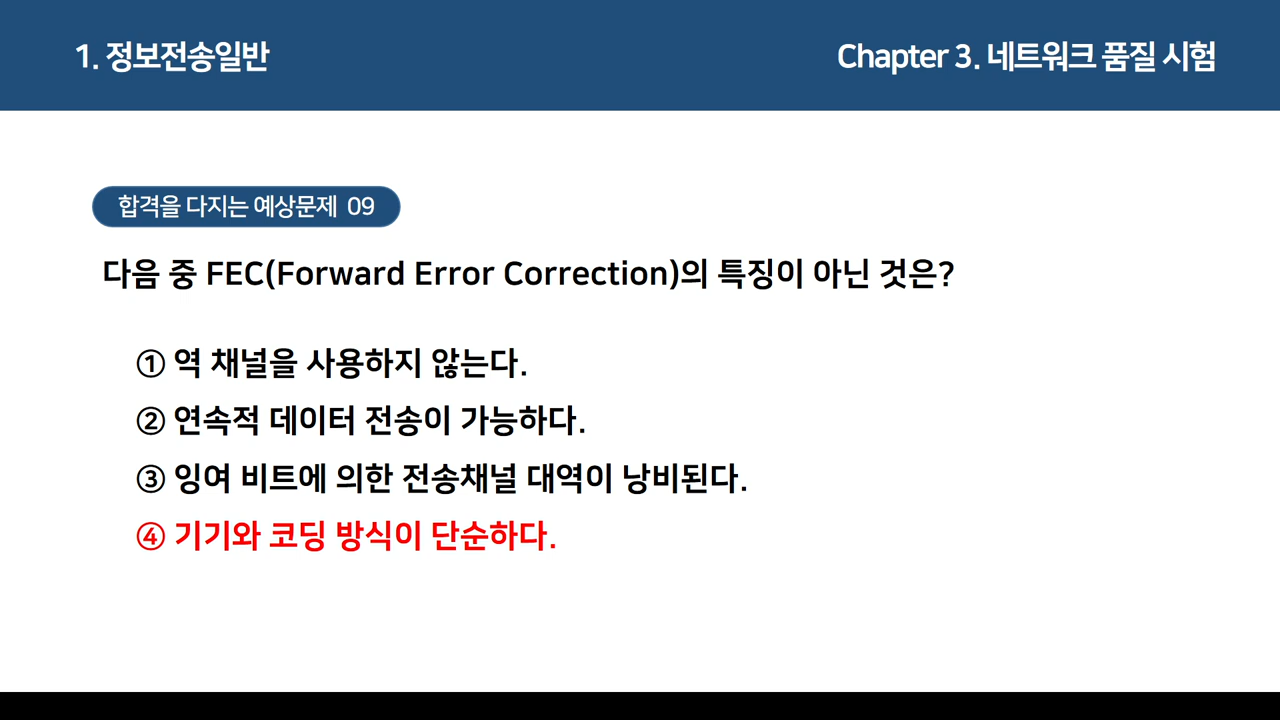 1. 정보전송일반
Chapter 3. 네트워크 품질 시험
합격을 다지는 예상문제 09
다음 중 FEC(Forward Error Correction)의 특징이 아닌 것은?
① 역 채널을 사용하지 않는다.
② 연속적 데이터 전송이 가능하다.
③ 잉여 비트에 의한 전송채널 대역이 낭비된다.
④ 기기와 코딩 방식이 단순하다.